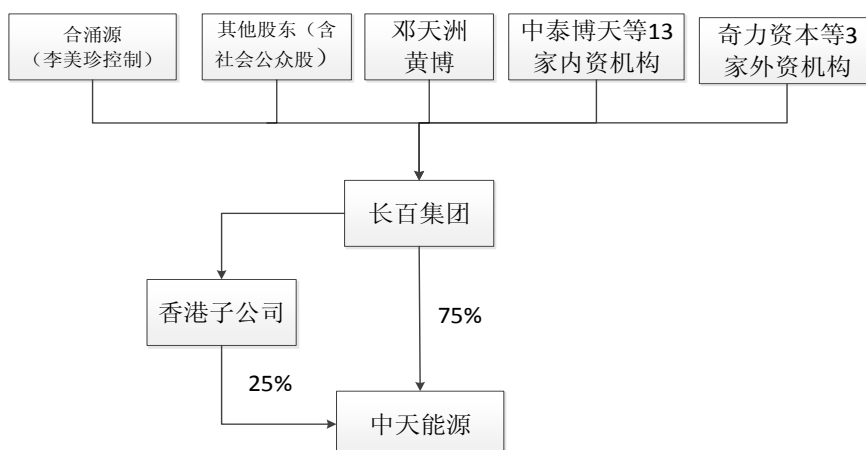 合涌源
（李美珍控制）
其他股东（含
社会公众股）
邓天洲
黄博
中泰博天等13
家内资机构
奇力资本等3
家外资机构
长百集团
香港子公司
75%
25%
中天能源